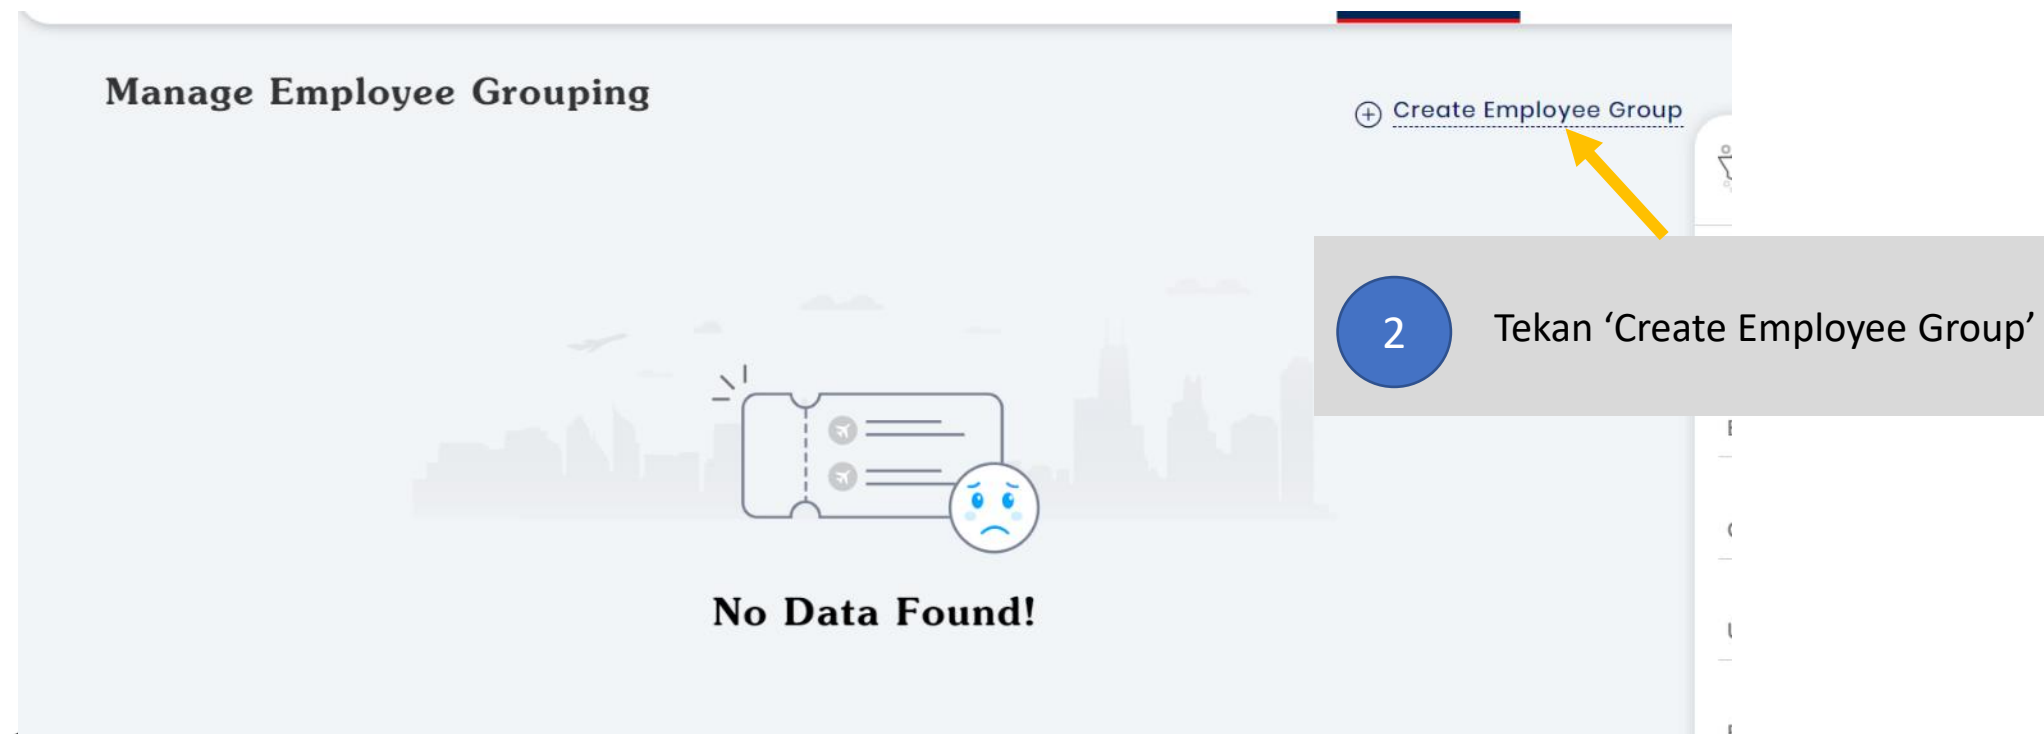 Manage Employee Grouping
Create Employee Group
2
Tekan ‘Create Employee Group’
No Data Found!